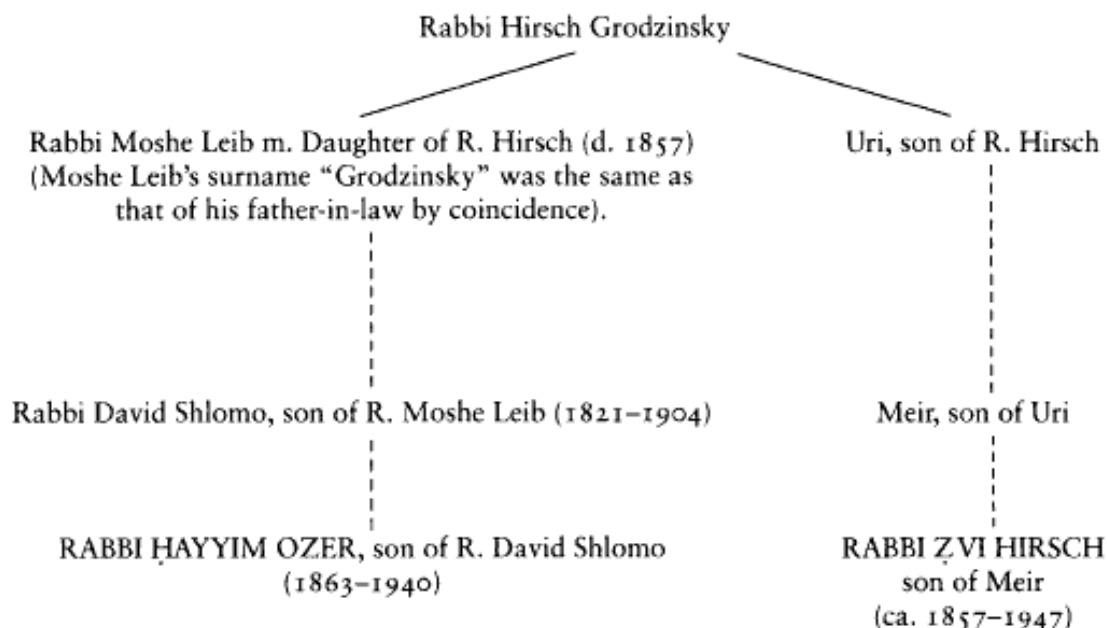 Rabbi Hirsch Grodzinsky
Rabbi Moshe Leib m. Daughter of R. Hirsch (d. 1857)
(Moshe Leib's surname “Grodzinsky” was the same as
that of his father-in-law by coincidence).
Uri, son of R. Hirsch
Rabbi David Shlomo, son of R. Moshe Leib (1821–1904)
Meir, son of Uri
RABBI ḤAYYIM OZER, son of R. David Shlomo
(1863–1940)
RABBI ẒVI HIRSCH
son of Meir
(ca. 1857–1947)